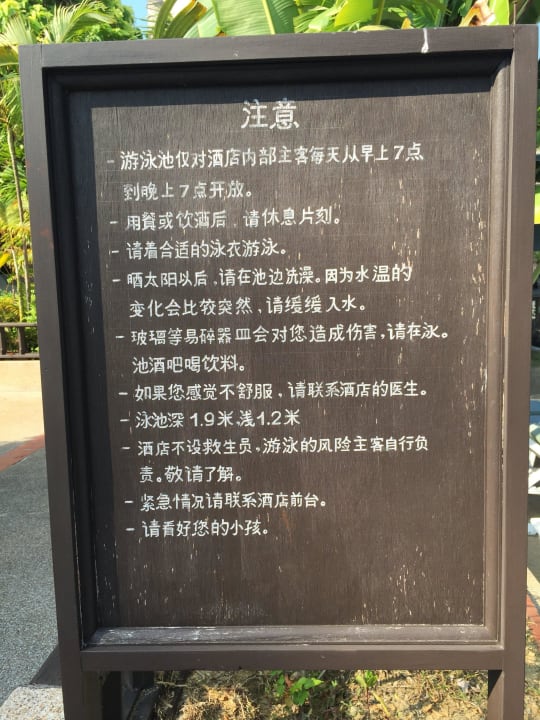 注意
- 游泳池仅对酒店内部主客每天从早上7点
到晚上7点开放。
- 用餐或饮酒后，请休息片刻。
- 请着合适的泳衣游泳。
- 晒太阳以后，请在池边洗澡。因为水温的
变化会比较突然，请缓缓入水。
- 玻璃等易碎器皿会对您造成伤害，请在泳。
池酒吧喝饮料。
- 如果您感觉不舒服，请联系酒店的医生。
- 泳池深1.9米，浅1.2米
- 酒店不设救生员，游泳的风险主客自行负
责。敬请了解。
- 紧急情况请联系酒店前台。
- 请看好您的小孩。